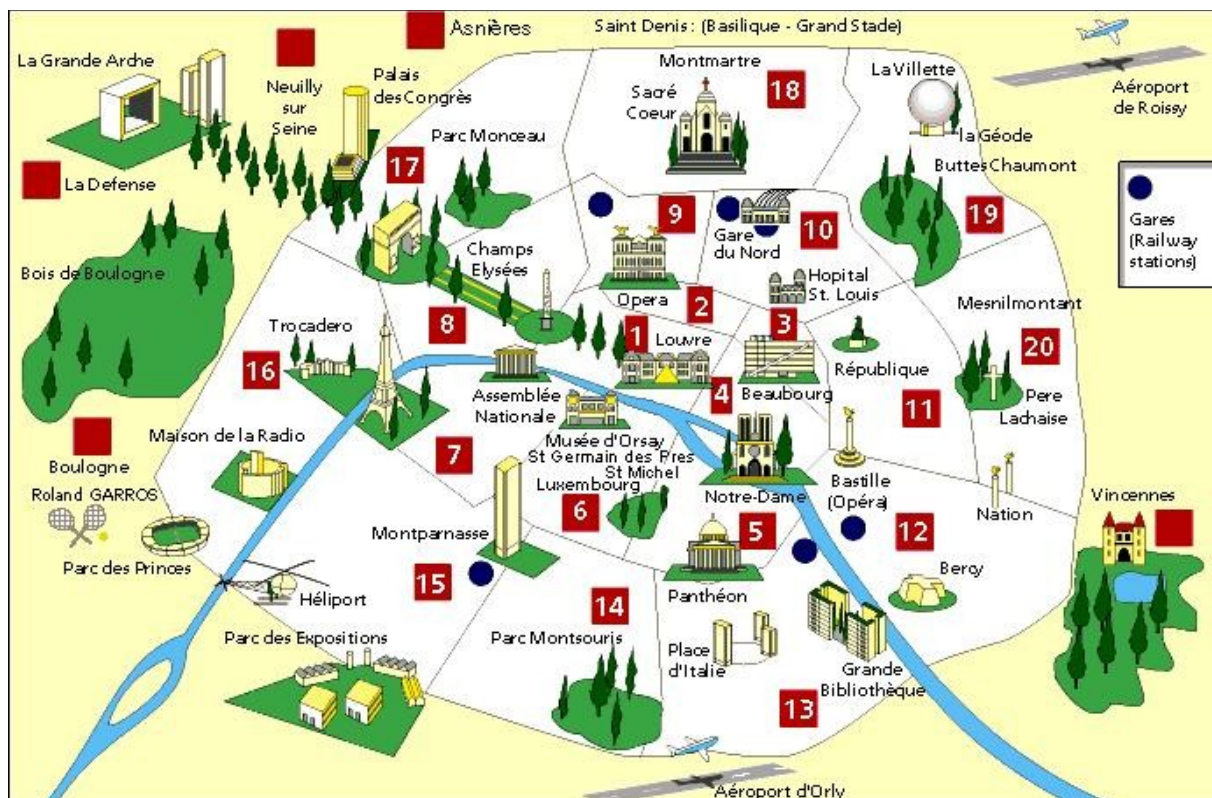 Asnières
Saint Denis : (Basilique - Grand Stade)
La Grande Arche
Neuilly
sur
Seine
Palais
des Congrès
Montmartre
18
Sacré
Coeur
La Villette
la Géode
Aéroport
de Roissy
La Defense
17
Parc Monceau
Buttes Chaumont
19
Gares
(Railway
stations)
9
10
Gare
du Nord
Bois de Boulogne
Champs
Elysées
Opera
Hopital
St. Louis
2
Mesnilmontant
Trocadero
8
1
Louvre
3
20
16
Assemblée
Nationale
4
Beaubourg
République
11
Pere
Lachaise
Boulogne
Maison de la Radio
7
Musée d'Orsay
St Germain des Pres
St Michel
Luxembourg
Notre-Dame
Bastille
(Opéra)
Nation
Vincennes
Roland GARROS
6
Montparnasse
5
12
Parc des Princes
Héliport
15
Panthéon
Bercy
14
Parc des Expositions
Parc Montsouris
Place
d'Italie
Grande
Bibliothèque
13
Aéroport d'Orly